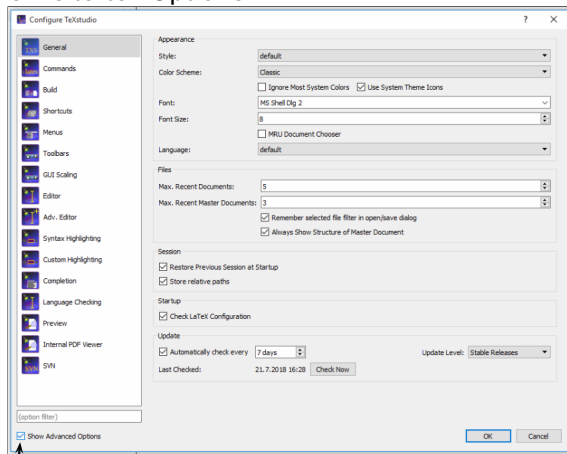 Configure TeXstudio
?
General
Commands
Build
Shortcuts
Menus
Toolbars
GUI Scaling
Editor
Adv. Editor
Syntax Highlighting
Custom Highlighting
Completion
Language Checking
Preview
Internal PDF Viewer
SVN
(option filter)
Show Advanced Options
Appearance
Style: default
Color Scheme: Classic
Ignore Most System Colors Use System Theme Icons
Font: MS Shell Dlg 2
Font Size: 8
MRU Document Chooser
Language: default
Files
Max. Recent Documents: 5
Max. Recent Master Documents: 3
Remember selected file filter in open/save dialog
Always Show Structure of Master Document
Session
Restore Previous Session at Startup
Store relative paths
Startup
Check LaTeX Configuration
Update
Automatically check every 7 days Update Level: Stable Releases
Last Checked: 21.7.2018 16:28 Check Now
OK Cancel